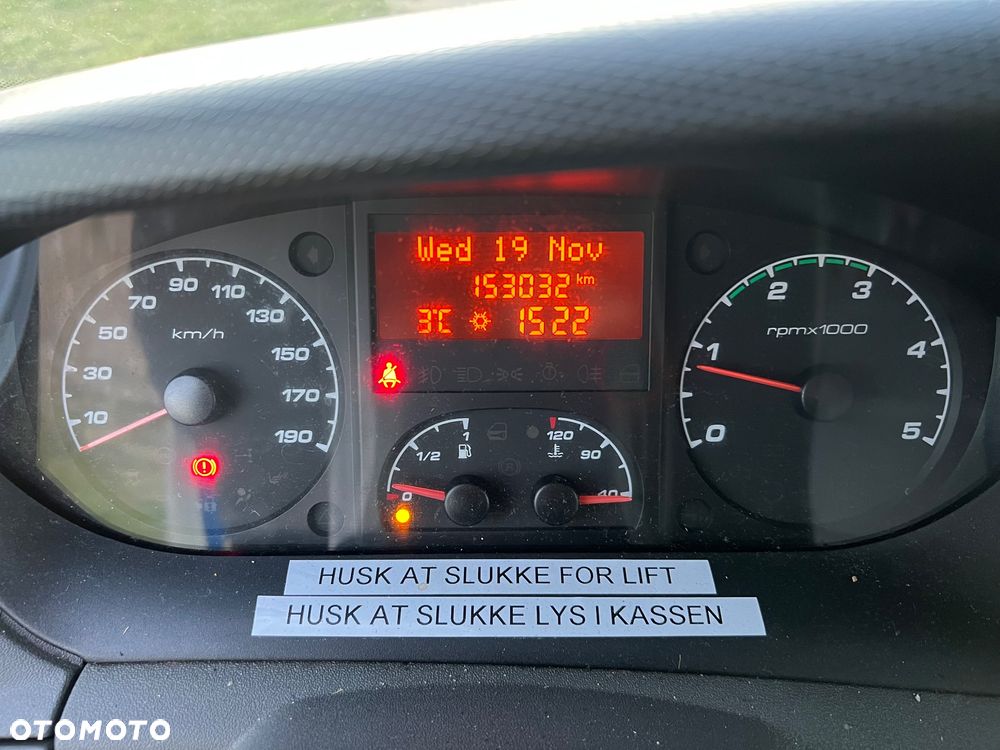 Wed 19 Nov
153032 km
3°C 1522
10 30 50 70 90 110 130 150 170 190
km/h
0 1/2 1
120 90 40
0 1 2 3 4 5
rpmx1000
HUSK AT SLUKKE FOR LIFT
HUSK AT SLUKKE LYS I KASSEN
OTOMOTO